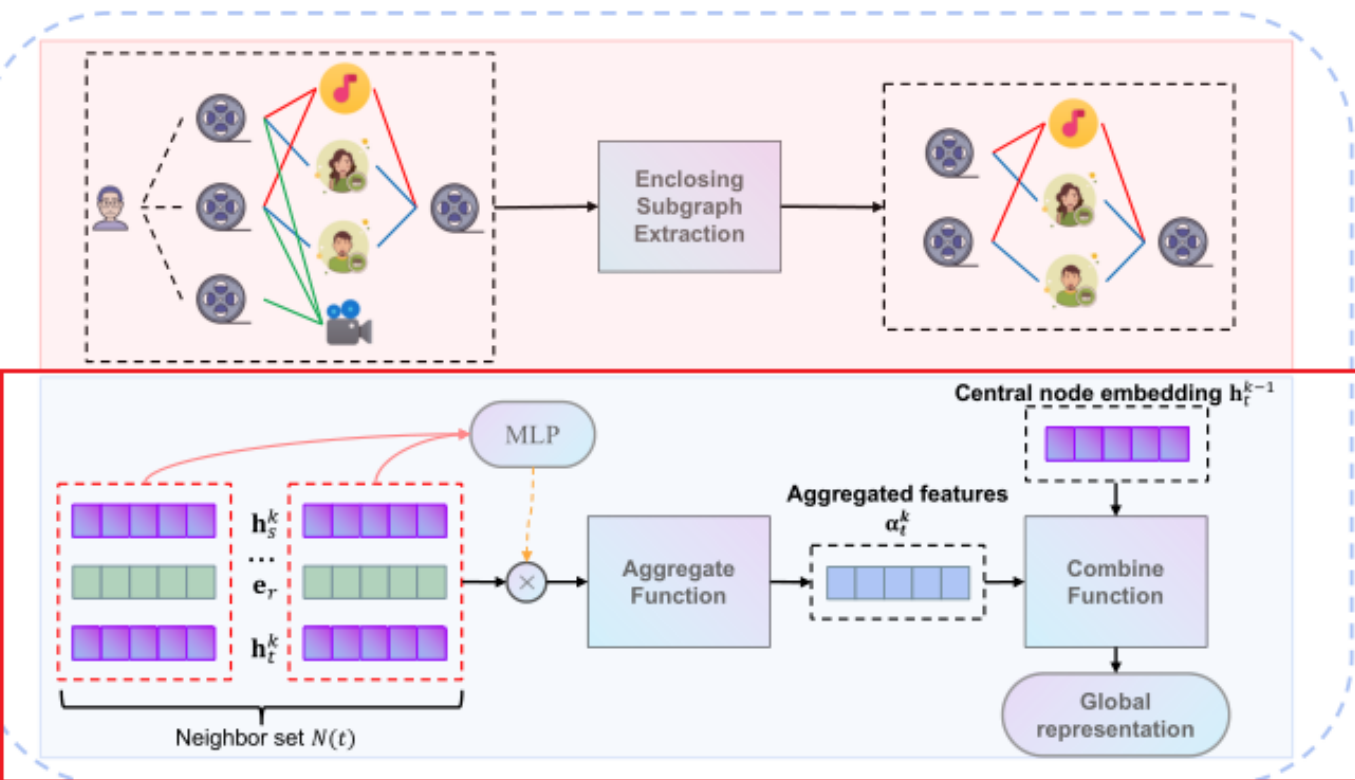 Enclosing
Subgraph
Extraction
Central node embedding h_t^{k-1}
MLP
Aggregated features
α_t^k
h_s^k
...
e_r
h_t^k
×
Aggregate
Function
Combine
Function
Global
representation
Neighbor set N(t)